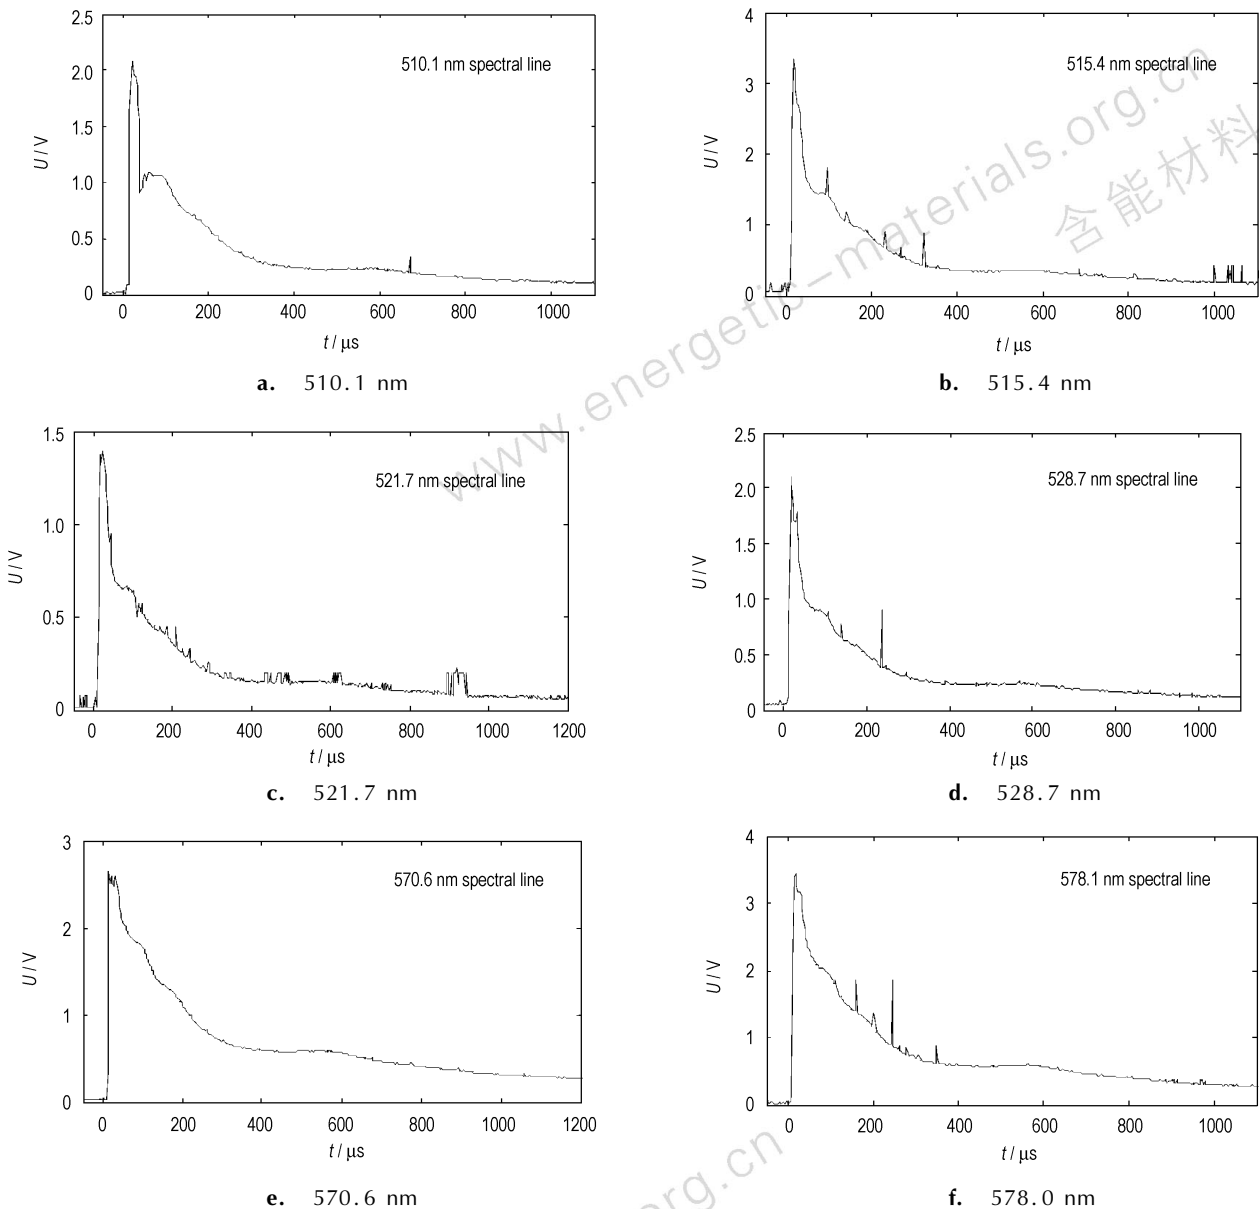 2.5
2.0
1.5
1.0
0.5
0
U / V
510.1 nm spectral line
0 200 400 600 800 1000
t / μs
a. 510.1 nm
4
3
2
1
0
U / V
515.4 nm spectral line
0 200 400 600 800 1000
t / μs
b. 515.4 nm
1.5
1.0
0.5
0
U / V
521.7 nm spectral line
0 200 400 600 800 1000 1200
t / μs
c. 521.7 nm
2.5
2.0
1.5
1.0
0.5
0
U / V
528.7 nm spectral line
0 200 400 600 800 1000
t / μs
d. 528.7 nm
3
2
1
0
U / V
570.6 nm spectral line
0 200 400 600 800 1000 1200
t / μs
e. 570.6 nm
4
3
2
1
0
U / V
578.1 nm spectral line
0 200 400 600 800 1000
t / μs
f. 578.0 nm
www.energetic-materials.org.cn
含能材料
org.cn